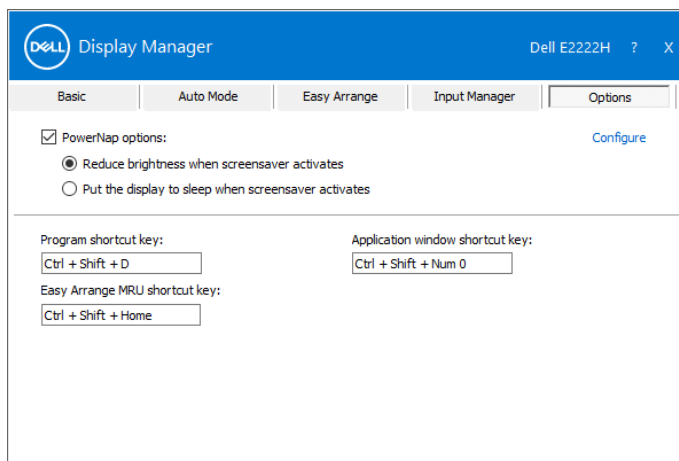 DELL Display Manager Dell E2222H ? X
Basic Auto Mode Easy Arrange Input Manager Options
PowerNap options: Configure
Reduce brightness when screensaver activates
Put the display to sleep when screensaver activates
Program shortcut key: Application window shortcut key:
Ctrl + Shift + D Ctrl + Shift + Num 0
Easy Arrange MRU shortcut key:
Ctrl + Shift + Home